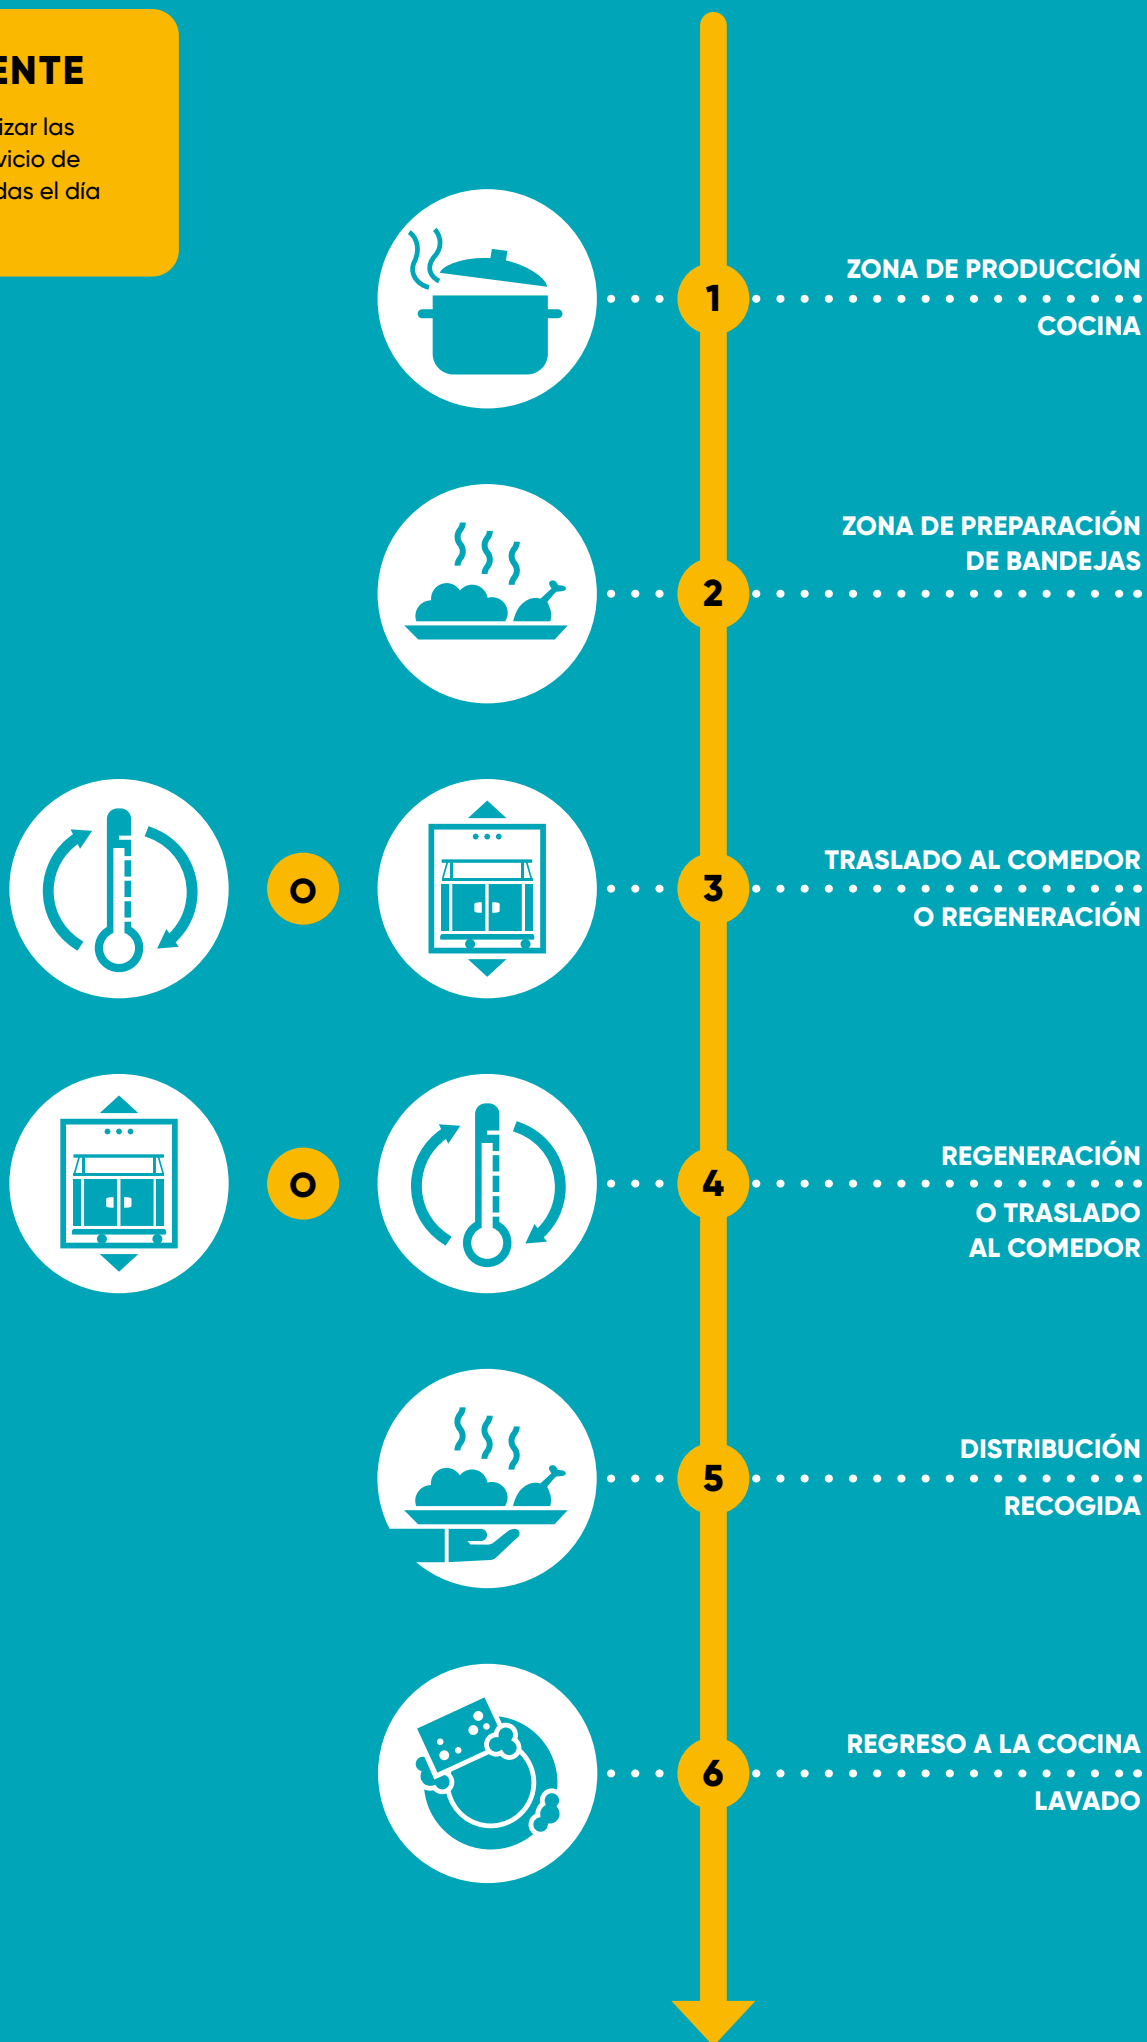 ENTE
izar las
vicio de
das el día
1
ZONA DE PRODUCCIÓN
COCINA
2
ZONA DE PREPARACIÓN
DE BANDEJAS
O
3
TRASLADO AL COMEDOR
O REGENERACIÓN
O
4
REGENERACIÓN
O TRASLADO
AL COMEDOR
5
DISTRIBUCIÓN
RECOGIDA
6
REGRESO A LA COCINA
LAVADO